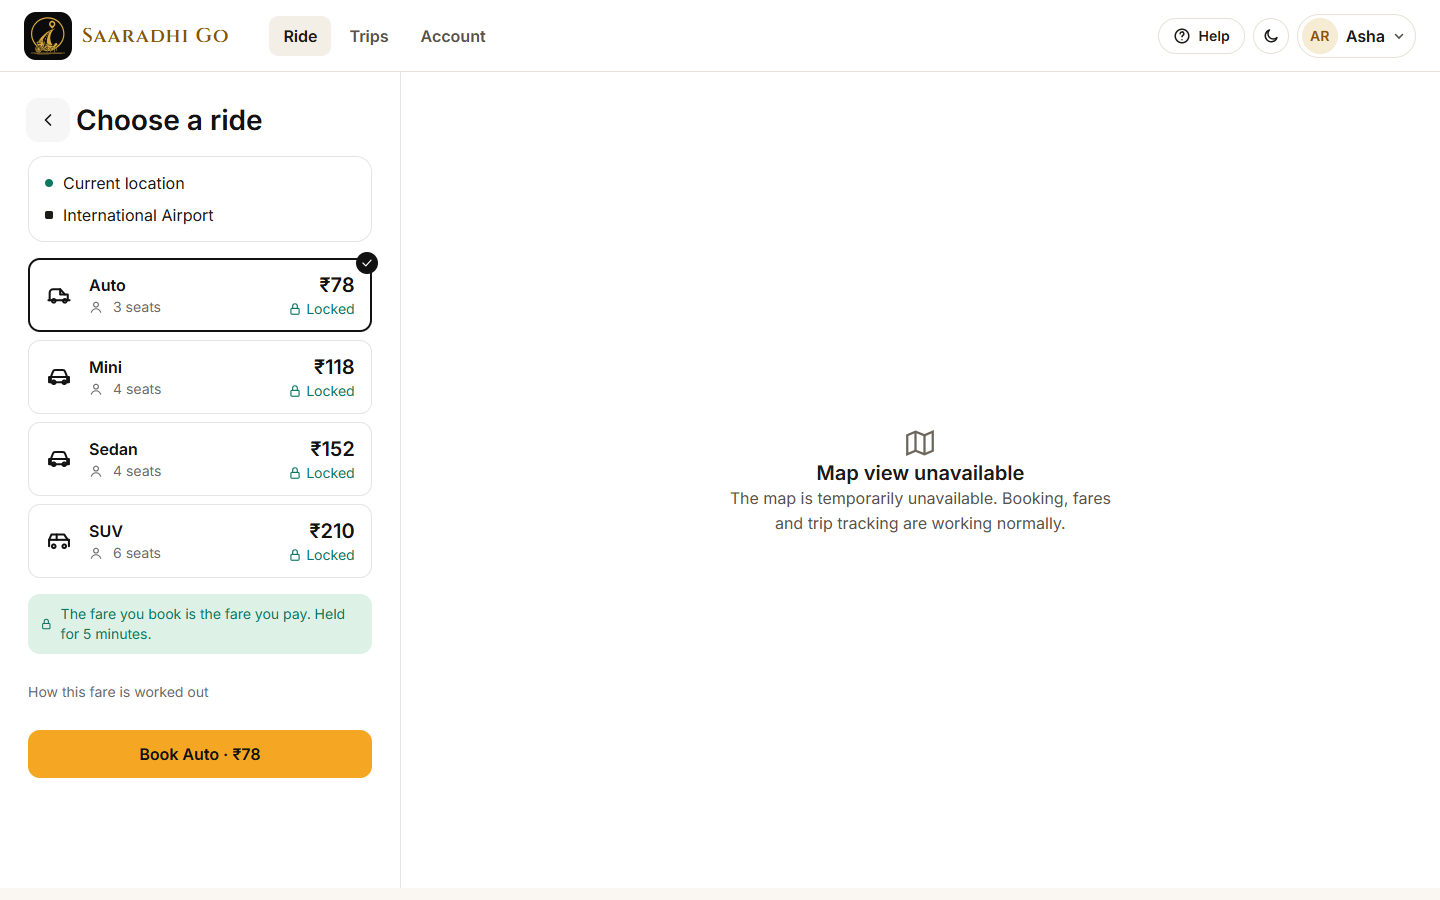 Saaradhi Go
Ride
Trips
Account
Help
AR
Asha
Choose a ride
Current location
International Airport
Auto
₹78
3 seats
Locked
Mini
₹118
4 seats
Locked
Sedan
₹152
4 seats
Locked
SUV
₹210
6 seats
Locked
The fare you book is the fare you pay. Held
for 5 minutes.
How this fare is worked out
Book Auto · ₹78
Map view unavailable
The map is temporarily unavailable. Booking, fares
and trip tracking are working normally.